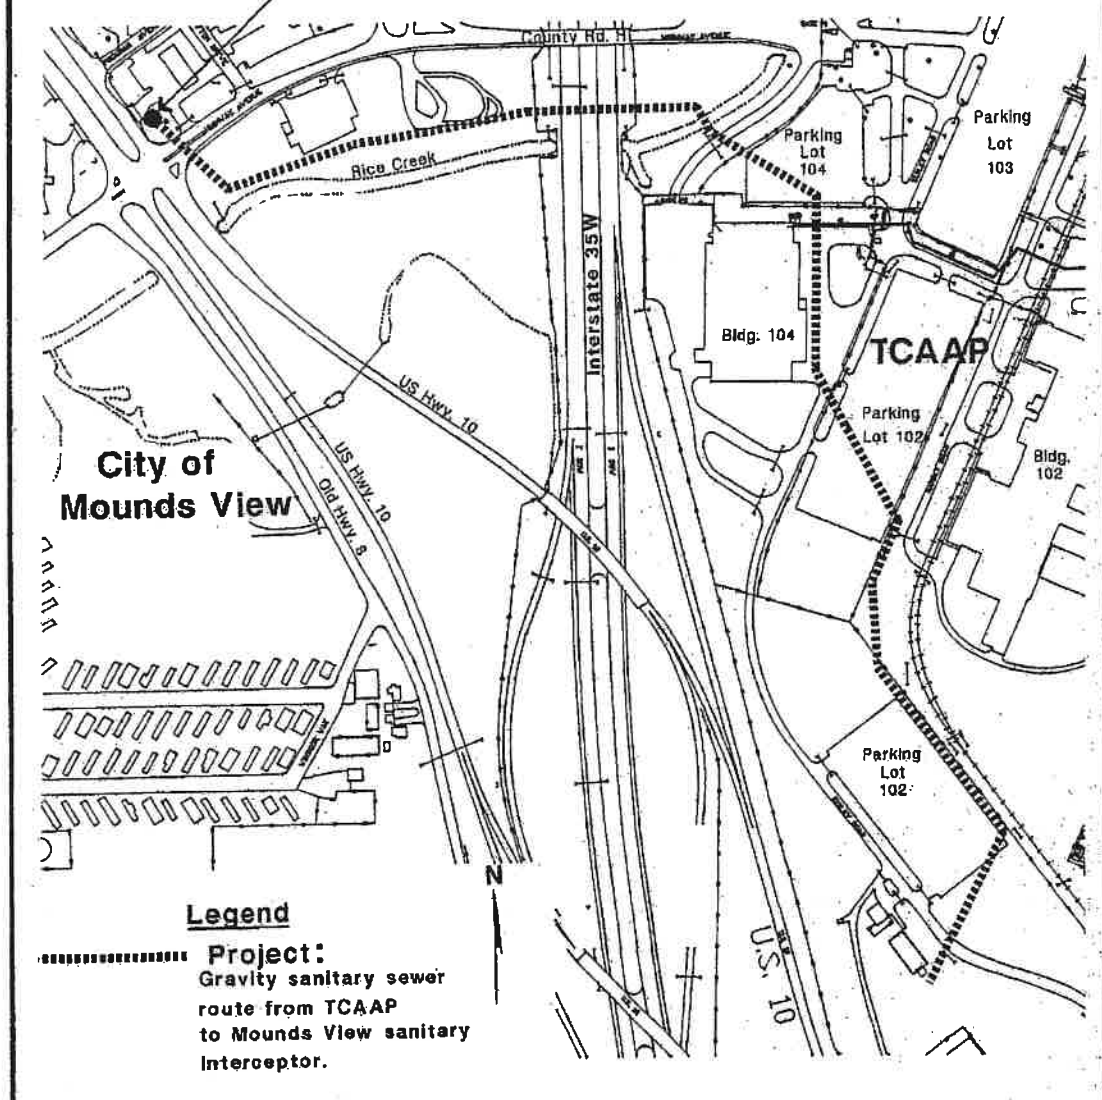 County Rd. H
Parking
Lot
103
Parking
Lot
104
Rice Creek
Interstate 35W
Bldg. 104
TCAAP
US Hwy. 10
Parking
Lot 102
Bldg.
102
City of
Mounds View
US Hwy. 10
Old Hwy. 8
Parking
Lot
102
N
U.S. 10
Legend
Project:
Gravity sanitary sewer
route from TCAAP
to Mounds View sanitary
Interceptor.